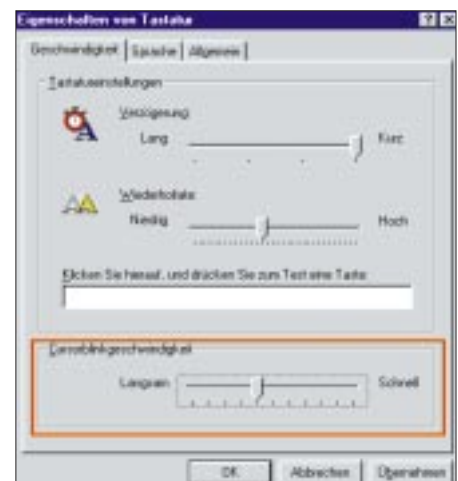 Eigenschaften von Tastatur
Geschwindigkeit Sprache Allgemein
Tastatureinstellungen
Verzögerung:
Lang Kurz
Wiederholrate:
Niedrig Hoch
Klicken Sie hierauf, und drücken Sie zum Test eine Taste:
Cursorblinkgeschwindigkeit
Langsam Schnell
OK Abbrechen Übernehmen